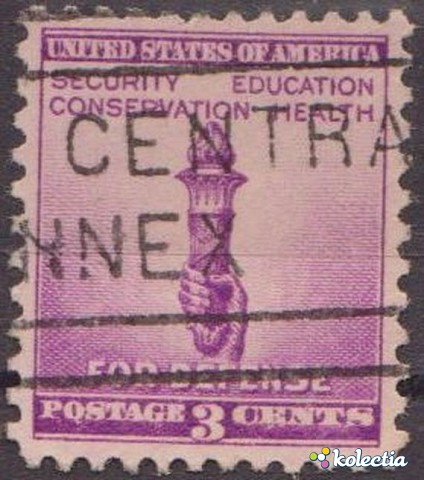 UNITED STATES OF AMERICA
SECURITY EDUCATION
CONSERVATION HEALTH
CENTRA
NNEX
FOR DEFENSE
POSTAGE 3 CENTS
kolectia